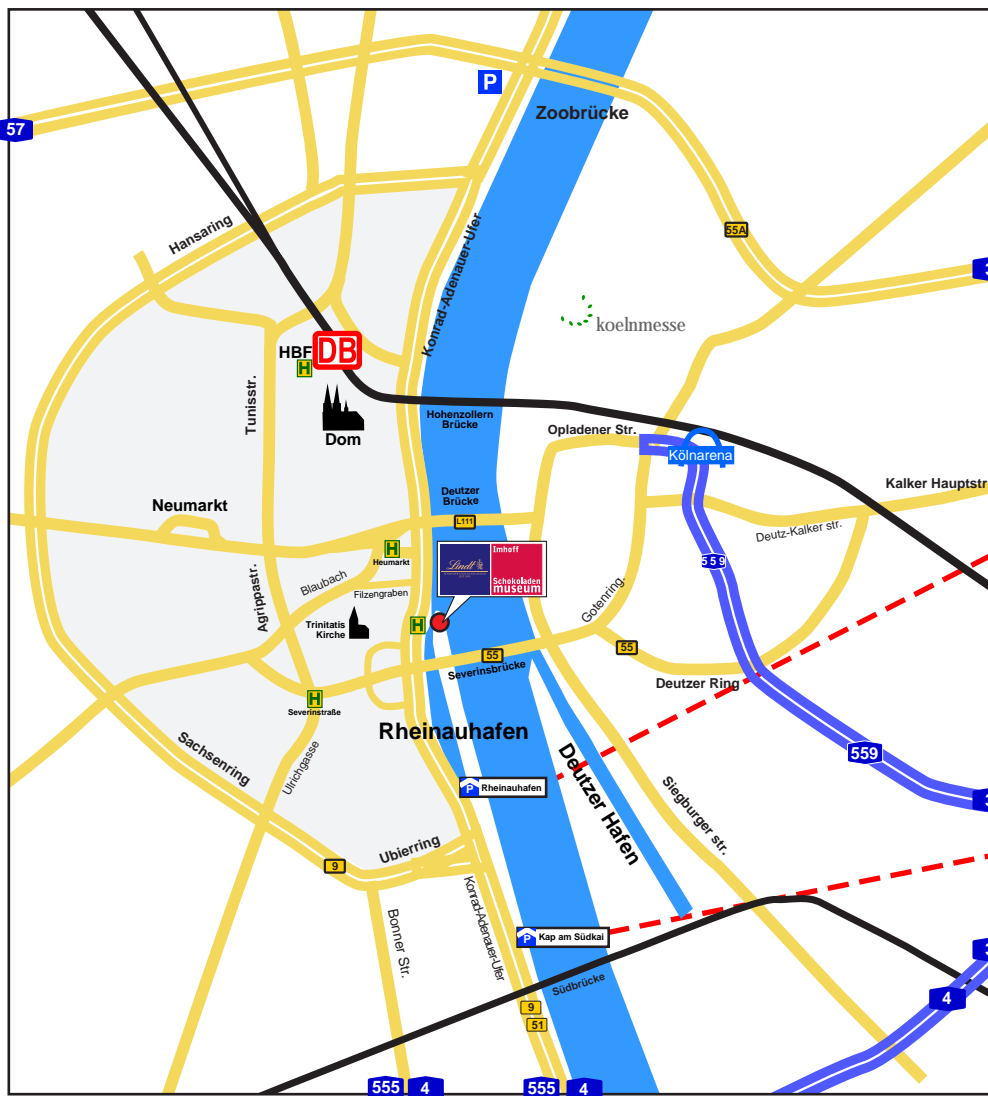 P
Zoobrücke
57
55A
Hansaring
Konrad-Adenauer-Ufer
koelnmesse
HBF
DB
H
Tunisstr.
Dom
Hohenzollern
Brücke
Opladener Str.
Kölnarena
Kalker Hauptstr
Deutzer
Brücke
Neumarkt
L111
Deutz-Kalker str.
H
Heumarkt
Lindt
Imhoff
Schokoladen
museum
559
Blaubach
Filzengraben
Agrippastr.
Gotenring.
Trinitatis
Kirche
H
55
55
Severinsbrücke
Deutzer Ring
H
Severinstraße
Rheinauhafen
Sachsenring
Ulrichgasse
559
Deutzer Hafen
P Rheinauhafen
Siegburger str.
Ubierring
9
Konrad-Adenauer-Ufer
Bonner Str.
P Kap am Südkai
Südbrücke
4
9
51
555
4
555
4